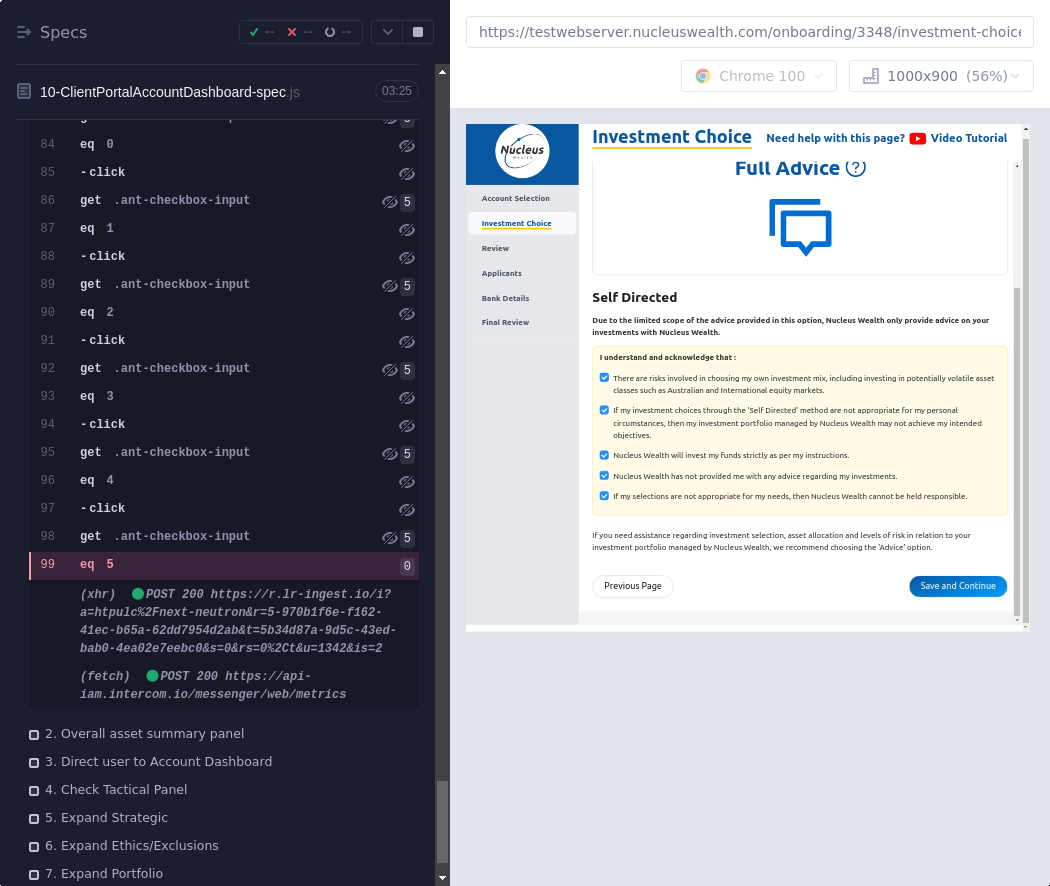 Specs
-- -- --
10-ClientPortalAccountDashboard-spec.js
03:25
5
84 eq 0
85 -click
86 get .ant-checkbox-input 5
87 eq 1
88 -click
89 get .ant-checkbox-input 5
90 eq 2
91 -click
92 get .ant-checkbox-input 5
93 eq 3
94 -click
95 get .ant-checkbox-input 5
96 eq 4
97 -click
98 get .ant-checkbox-input 5
99 eq 5 0
(xhr) POST 200 https://r.lr-ingest.io/i?
a=htpulc%2Fnext-neutron&r=5-970b1f6e-f162-
41ec-b65a-62dd7954d2ab&t=5b34d87a-9d5c-43ed-
bab0-4ea02e7eebc0&s=0&rs=0%2Ct&u=1342&is=2
(fetch) POST 200 https://api-
iam.intercom.io/messenger/web/metrics
2. Overall asset summary panel
3. Direct user to Account Dashboard
4. Check Tactical Panel
5. Expand Strategic
6. Expand Ethics/Exclusions
7. Expand Portfolio
https://testwebserver.nucleuswealth.com/onboarding/3348/investment-choice
Chrome 100
1000x900 (56%)
Nucleus
Wealth
Account Selection
Investment Choice
Review
Applicants
Bank Details
Final Review
Investment Choice
Need help with this page? Video Tutorial
Full Advice ?
Self Directed
Due to the limited scope of the advice provided in this option, Nucleus Wealth only provide advice on your
investments with Nucleus Wealth.
I understand and acknowledge that :
There are risks involved in choosing my own investment mix, including investing in potentially volatile asset
classes such as Australian and International equity markets.
If my investment choices through the 'Self Directed' method are not appropriate for my personal
circumstances, then my investment portfolio managed by Nucleus Wealth may not achieve my intended
objectives.
Nucleus Wealth will invest my funds strictly as per my instructions.
Nucleus Wealth has not provided me with any advice regarding my investments.
If my selections are not appropriate for my needs, then Nucleus Wealth cannot be held responsible.
If you need assistance regarding investment selection, asset allocation and levels of risk in relation to your
investment portfolio managed by Nucleus Wealth, we recommend choosing the 'Advice' option.
Previous Page
Save and Continue